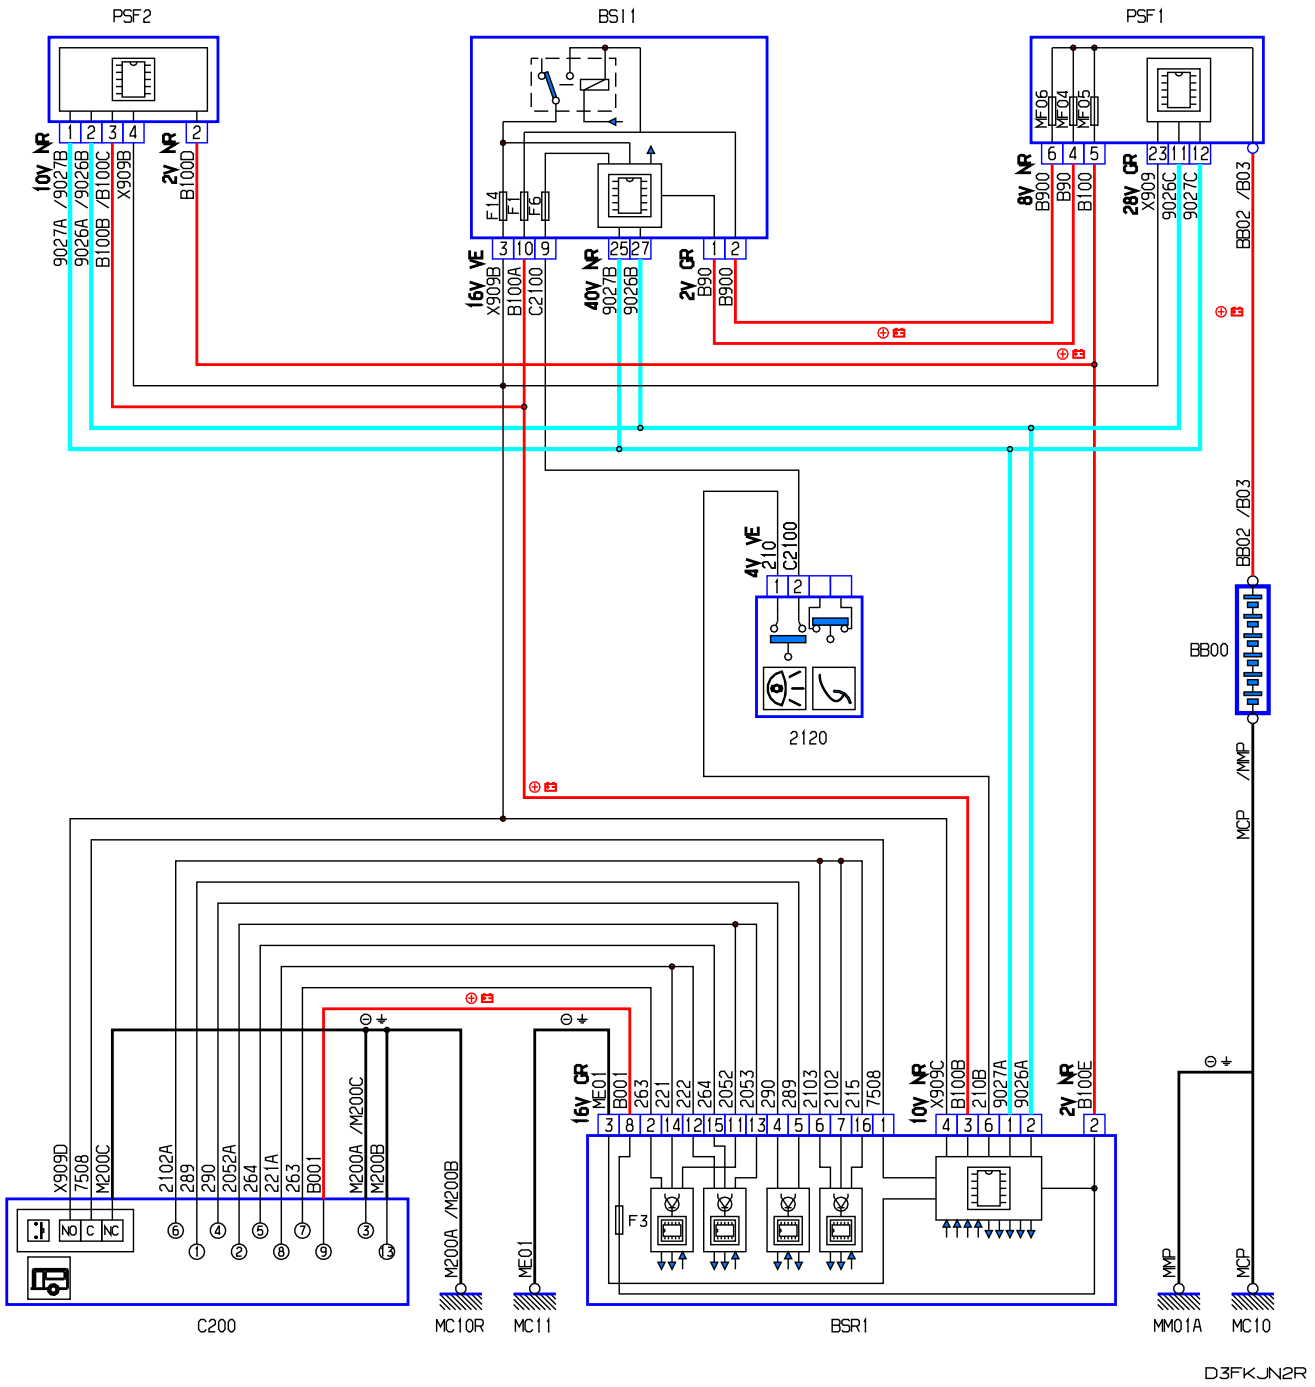 PSF2
BSI1
PSF1
MF06
MF04
MF05
F14
F1
F6
10V NR
1
2
3
4
2V NR
2
9027A /9027B
9026A /9026B
B100B /B100C
X909B
B100D
16V VE
3
10
9
40V NR
25
27
2V GR
1
2
X909B
B100A
C2100
9027B
9026B
B90
B900
8V NR
6
4
5
28V GR
23
11
12
B900
B90
B100
X909
9026C
9027C
BB02 /B03
BB02 /B03
4V VE
210
C2100
1
2
2120
BB00
MCP /MMP
16V GR
ME01
B001
263
221
222
264
2052
2053
290
289
2103
2102
215
7508
3
8
2
14
12
15
11
13
4
5
6
7
16
1
10V NR
X909C
B100B
210B
9027A
9026A
4
3
6
1
2
2V NR
B100E
2
F3
BSR1
X909D
7508
M200C
2102A
289
290
2052A
264
221A
263
B001
M200A /M200C
M200B
NO
C
NC
6
1
4
2
5
8
7
9
3
13
C200
M200A /M200B
MC10R
ME01
MC11
MMP
MM01A
MCP
MC10
D3FKJN2R